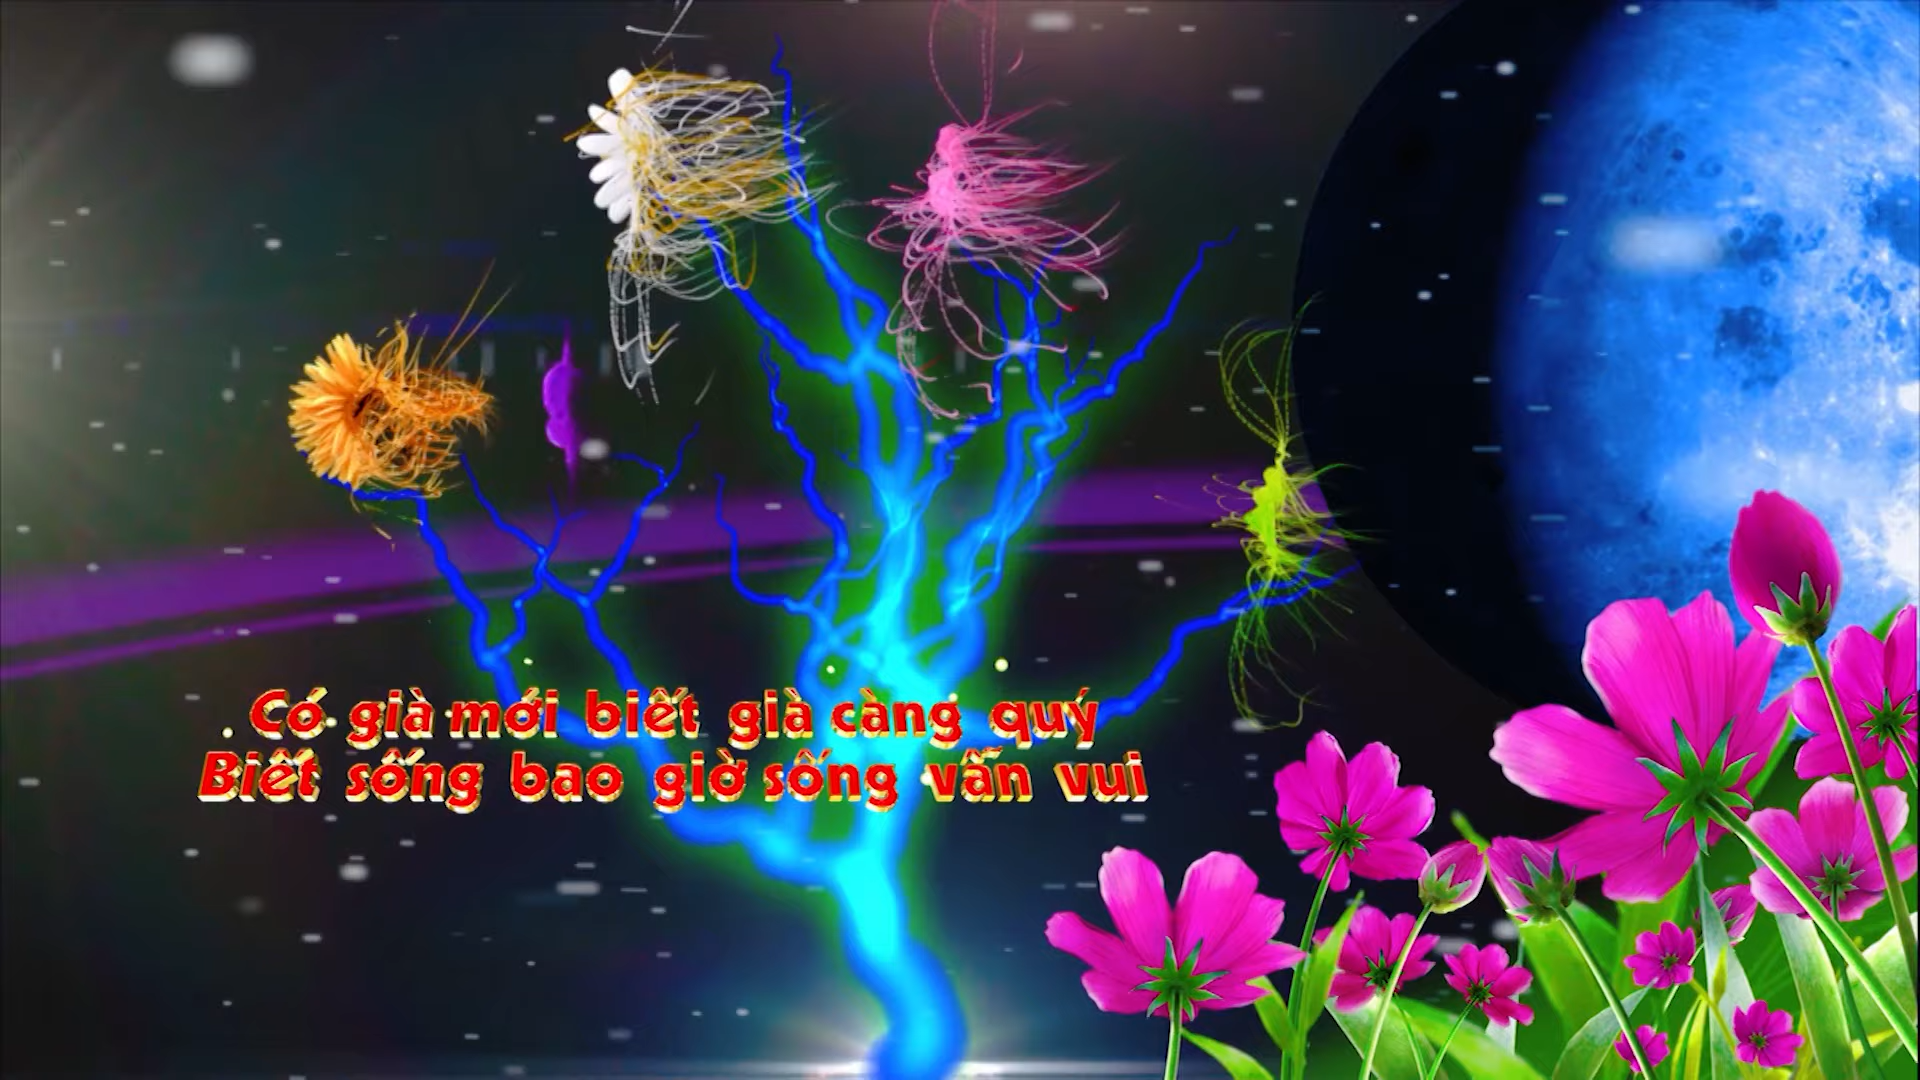 Có già mới biết già càng quý
Biết sống bao giờ sống vẫn vui